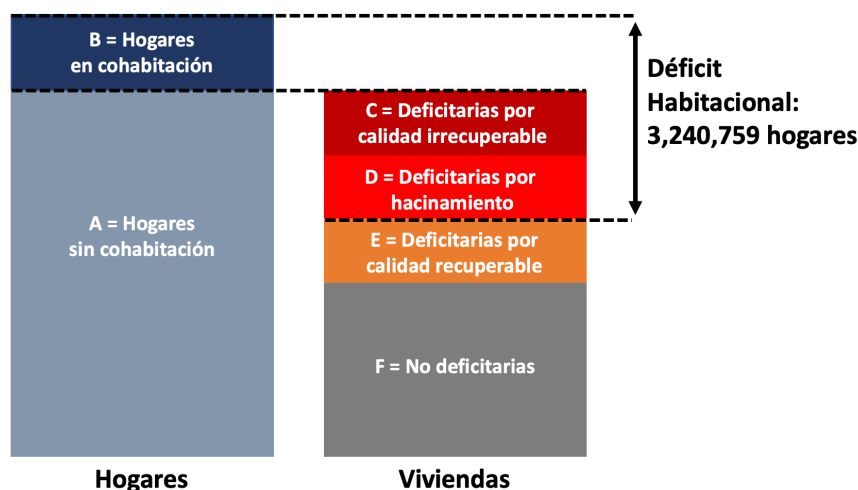 B = Hogares
en cohabitación
Déficit
Habitacional:
3,240,759 hogares
C = Deficitarias por
calidad irrecuperable
D = Deficitarias por
hacinamiento
A = Hogares
sin cohabitación
E = Deficitarias por
calidad recuperable
F = No deficitarias
Hogares
Viviendas